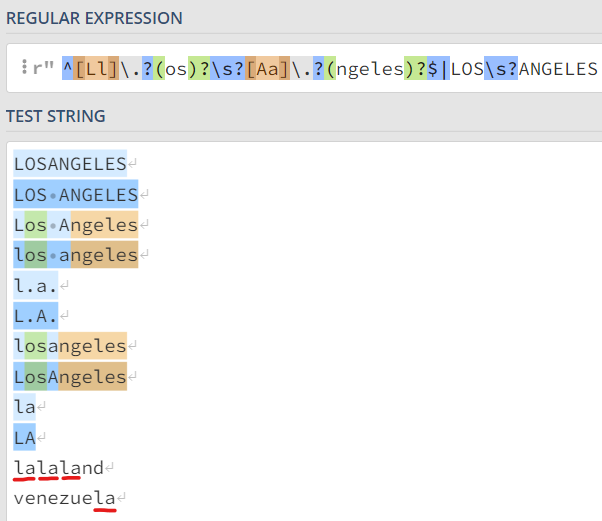 REGULAR EXPRESSION
r" ^[Ll]\.?(os)?\s?[Aa]\.?(ngeles)?$|LOS\s?ANGELES
TEST STRING
LOSANGELES
LOS ANGELES
Los Angeles
los angeles
l.a.
L.A.
losangeles
LosAngeles
la
LA
lalaland
venezuela